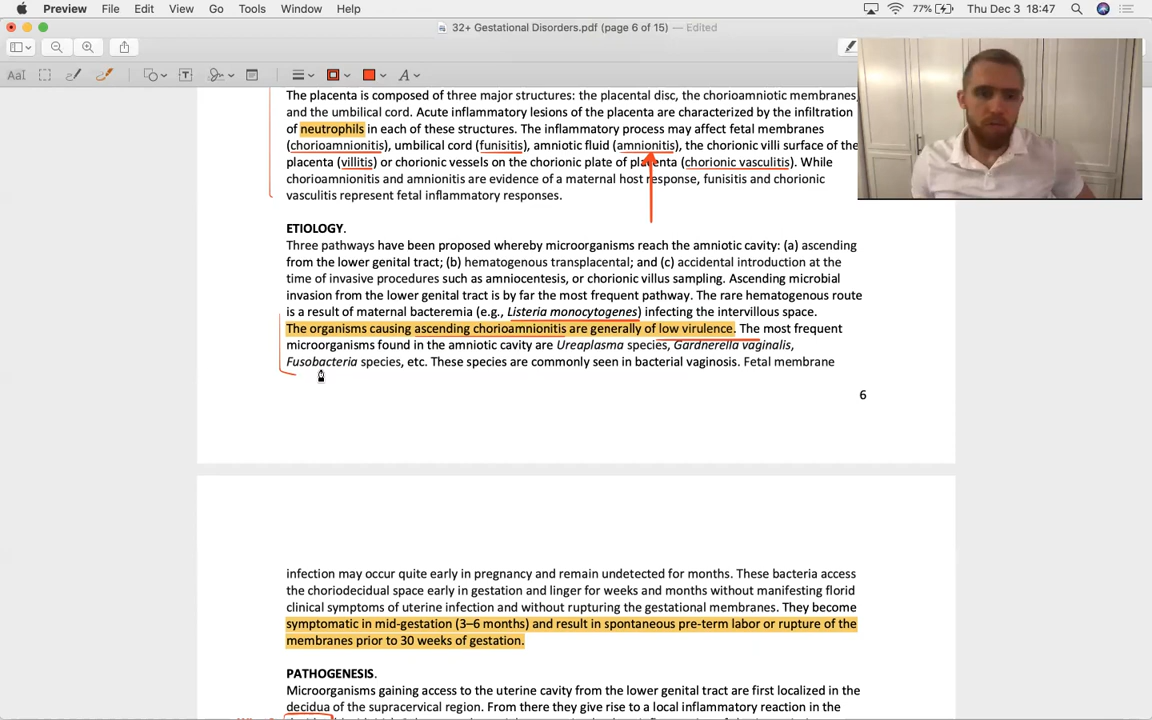 Preview File Edit View Go Tools Window Help 77% Thu Dec 3 18:47
32+ Gestational Disorders.pdf (page 6 of 15) — Edited
The placenta is composed of three major structures: the placental disc, the chorioamniotic membranes,
and the umbilical cord. Acute inflammatory lesions of the placenta are characterized by the infiltration
of neutrophils in each of these structures. The inflammatory process may affect fetal membranes
(chorioamnionitis), umbilical cord (funisitis), amniotic fluid (amnionitis), the chorionic villi surface of the
placenta (villitis) or chorionic vessels on the chorionic plate of placenta (chorionic vasculitis). While
chorioamnionitis and amnionitis are evidence of a maternal host response, funisitis and chorionic
vasculitis represent fetal inflammatory responses.
ETIOLOGY.
Three pathways have been proposed whereby microorganisms reach the amniotic cavity: (a) ascending
from the lower genital tract; (b) hematogenous transplacental; and (c) accidental introduction at the
time of invasive procedures such as amniocentesis, or chorionic villus sampling. Ascending microbial
invasion from the lower genital tract is by far the most frequent pathway. The rare hematogenous route
is a result of maternal bacteremia (e.g., Listeria monocytogenes) infecting the intervillous space.
The organisms causing ascending chorioamnionitis are generally of low virulence. The most frequent
microorganisms found in the amniotic cavity are Ureaplasma species, Gardnerella vaginalis,
Fusobacteria species, etc. These species are commonly seen in bacterial vaginosis. Fetal membrane
6
infection may occur quite early in pregnancy and remain undetected for months. These bacteria access
the choriodecidual space early in gestation and linger for weeks and months without manifesting florid
clinical symptoms of uterine infection and without rupturing the gestational membranes. They become
symptomatic in mid-gestation (3–6 months) and result in spontaneous pre-term labor or rupture of the
membranes prior to 30 weeks of gestation.
PATHOGENESIS.
Microorganisms gaining access to the uterine cavity from the lower genital tract are first localized in the
decidua of the supracervical region. From there they give rise to a local inflammatory reaction in the